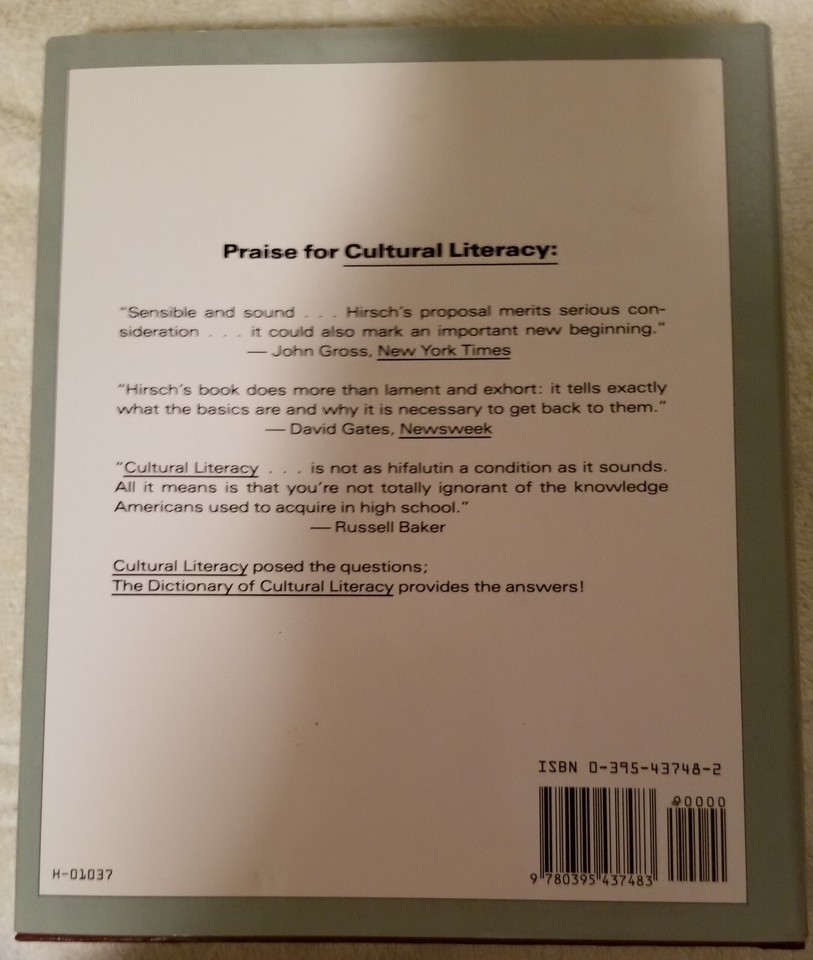 Praise for Cultural Literacy:
"Sensible and sound . . . Hirsch's proposal merits serious con-
sideration . . . it could also mark an important new beginning."
— John Gross, New York Times
"Hirsch's book does more than lament and exhort: it tells exactly
what the basics are and why it is necessary to get back to them."
— David Gates, Newsweek
"Cultural Literacy . . . is not as hifalutin a condition as it sounds.
All it means is that you're not totally ignorant of the knowledge
Americans used to acquire in high school."
— Russell Baker
Cultural Literacy posed the questions;
The Dictionary of Cultural Literacy provides the answers!
ISBN 0-395-43748-2
90000
9 780395 437483
H-01037